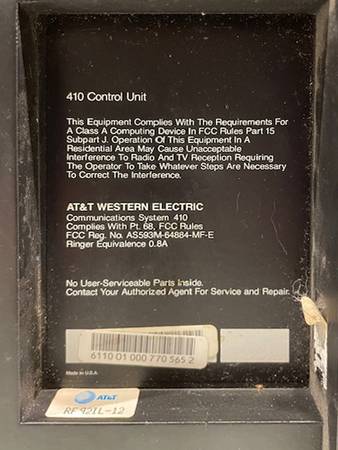 410 Control Unit
This Equipment Complies With The Requirements For
A Class A Computing Device In FCC Rules Part 15
Subpart J. Operation Of This Equipment In A
Residential Area May Cause Unacceptable
Interference To Radio And TV Reception Requiring
The Operator To Take Whatever Steps Are Necessary
To Correct The Interference.
AT&T WESTERN ELECTRIC
Communications System 410
Complies With Pt. 68, FCC Rules
FCC Reg. No. AS593M-64884-MF-E
Ringer Equivalence 0.8A
No User-Serviceable Parts Inside.
Contact Your Authorized Agent For Service and Repair.
6110 01 000 770 565 2
Made in U.S.A.
AT&T
RF92IL-12